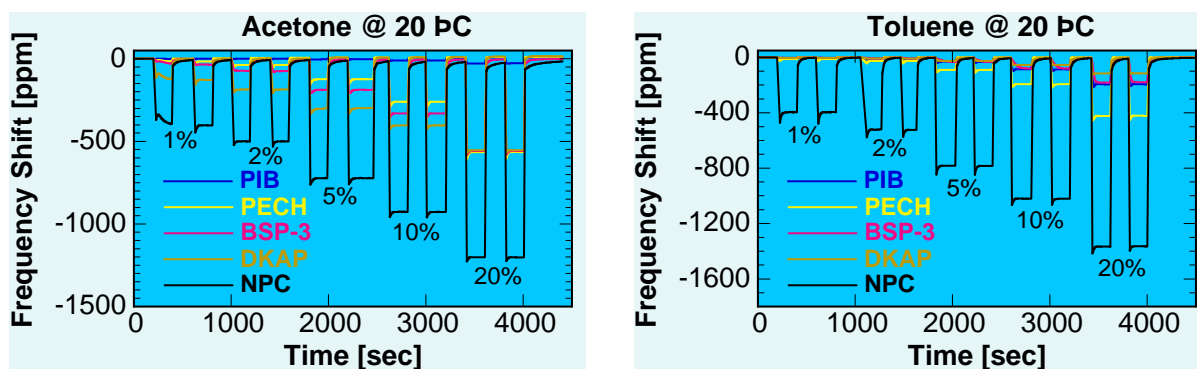 Acetone @ 20 ÞC
Frequency Shift [ppm]
0
-500
-1000
-1500
1%
2%
5%
10%
20%
PIB
PECH
BSP-3
DKAP
NPC
0 1000 2000 3000 4000
Time [sec]
Toluene @ 20 ÞC
Frequency Shift [ppm]
0
-400
-800
-1200
-1600
1%
2%
5%
10%
20%
PIB
PECH
BSP-3
DKAP
NPC
0 1000 2000 3000 4000
Time [sec]